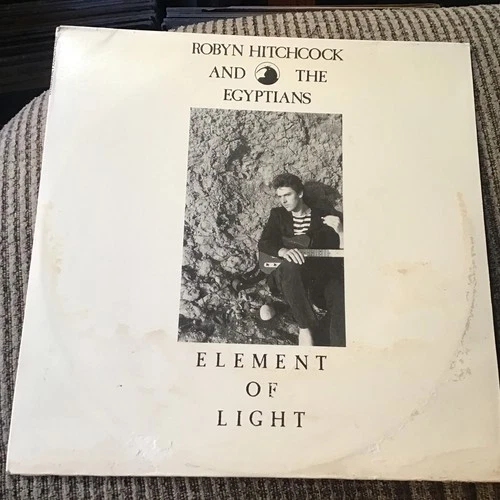 ROBYN HITCHCOCK
AND THE
EGYPTIANS
ELEMENT
OF
LIGHT